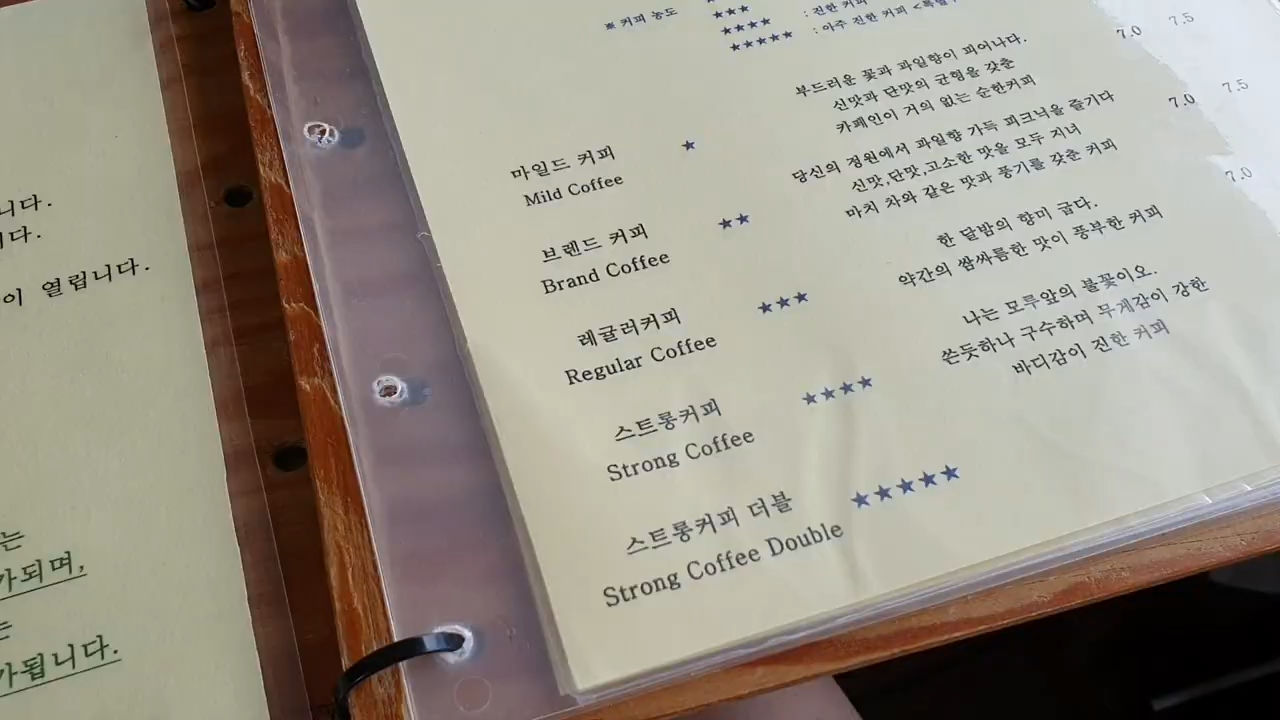 니다.
니다.
이 열립니다.
는
가되며,
는
가됩니다.
※ 커피 농도
★★★ : 진한 커피
★★★★
★★★★★ : 아주 진한 커피
마일드 커피 ★
Mild Coffee
부드러운 꽃과 과일향이 피어나다.
신맛과 단맛의 균형을 갖춘
카페인이 거의 없는 순한커피
7.0 7.5
브렌드 커피 ★★
Brand Coffee
당신의 정원에서 과일향 가득 피크닉을 즐기다
신맛,단맛,고소한 맛을 모두 지녀
마치 차와 같은 맛과 풍기를 갖춘 커피
7.0 7.5
레귤러커피 ★★★
Regular Coffee
한 달밤의 향미 굽다.
약간의 쌈싸름한 맛이 풍부한 커피
7.0
스트롱커피 ★★★★
Strong Coffee
나는 모루앞의 불꽃이오.
쓴듯하나 구수하며 무게감이 강한
바디감이 진한 커피
스트롱커피 더블 ★★★★★
Strong Coffee Double